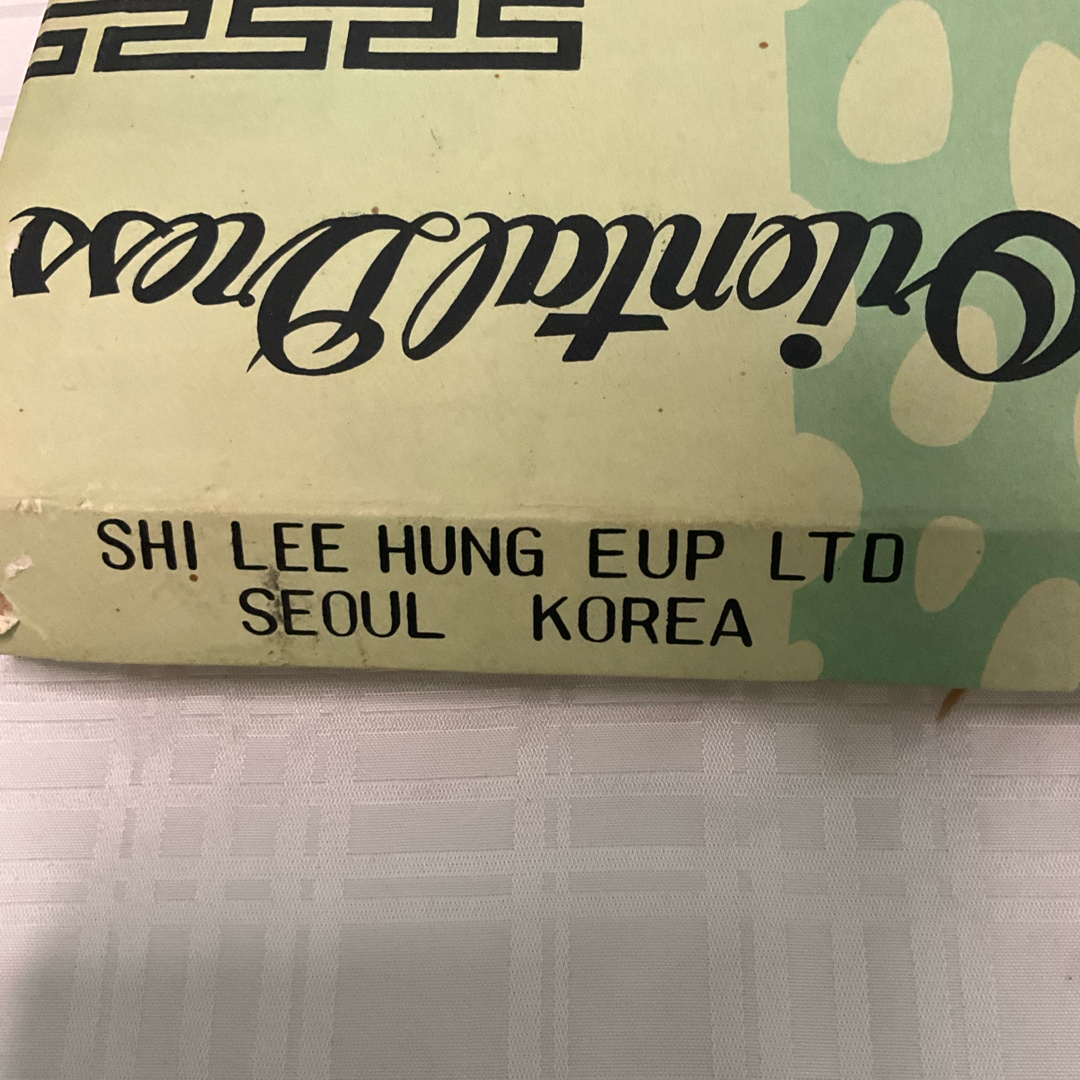 Oriental Dress
SHI LEE HUNG EUP LTD
SEOUL KOREA